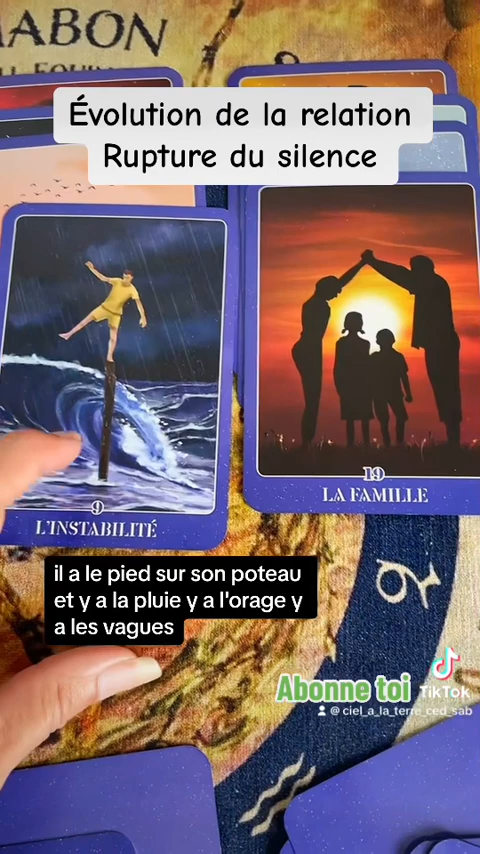 MABON
Évolution de la relation
Rupture du silence
9
L'INSTABILITÉ
19
LA FAMILLE
il a le pied sur son poteau
et y a la pluie y a l'orage y
a les vagues
Abonne toi
TikTok
@ciel_a_la_terre_ced_sab